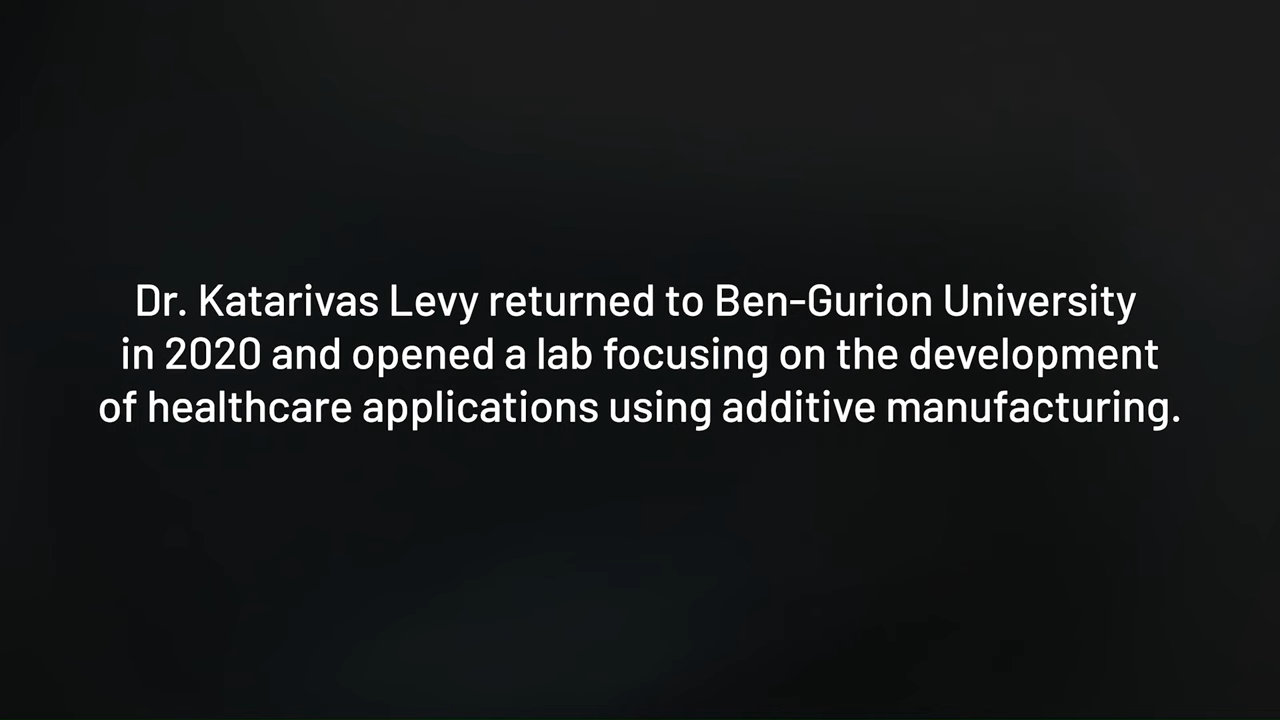 Dr. Katarivas Levy returned to Ben-Gurion University
in 2020 and opened a lab focusing on the development
of healthcare applications using additive manufacturing.